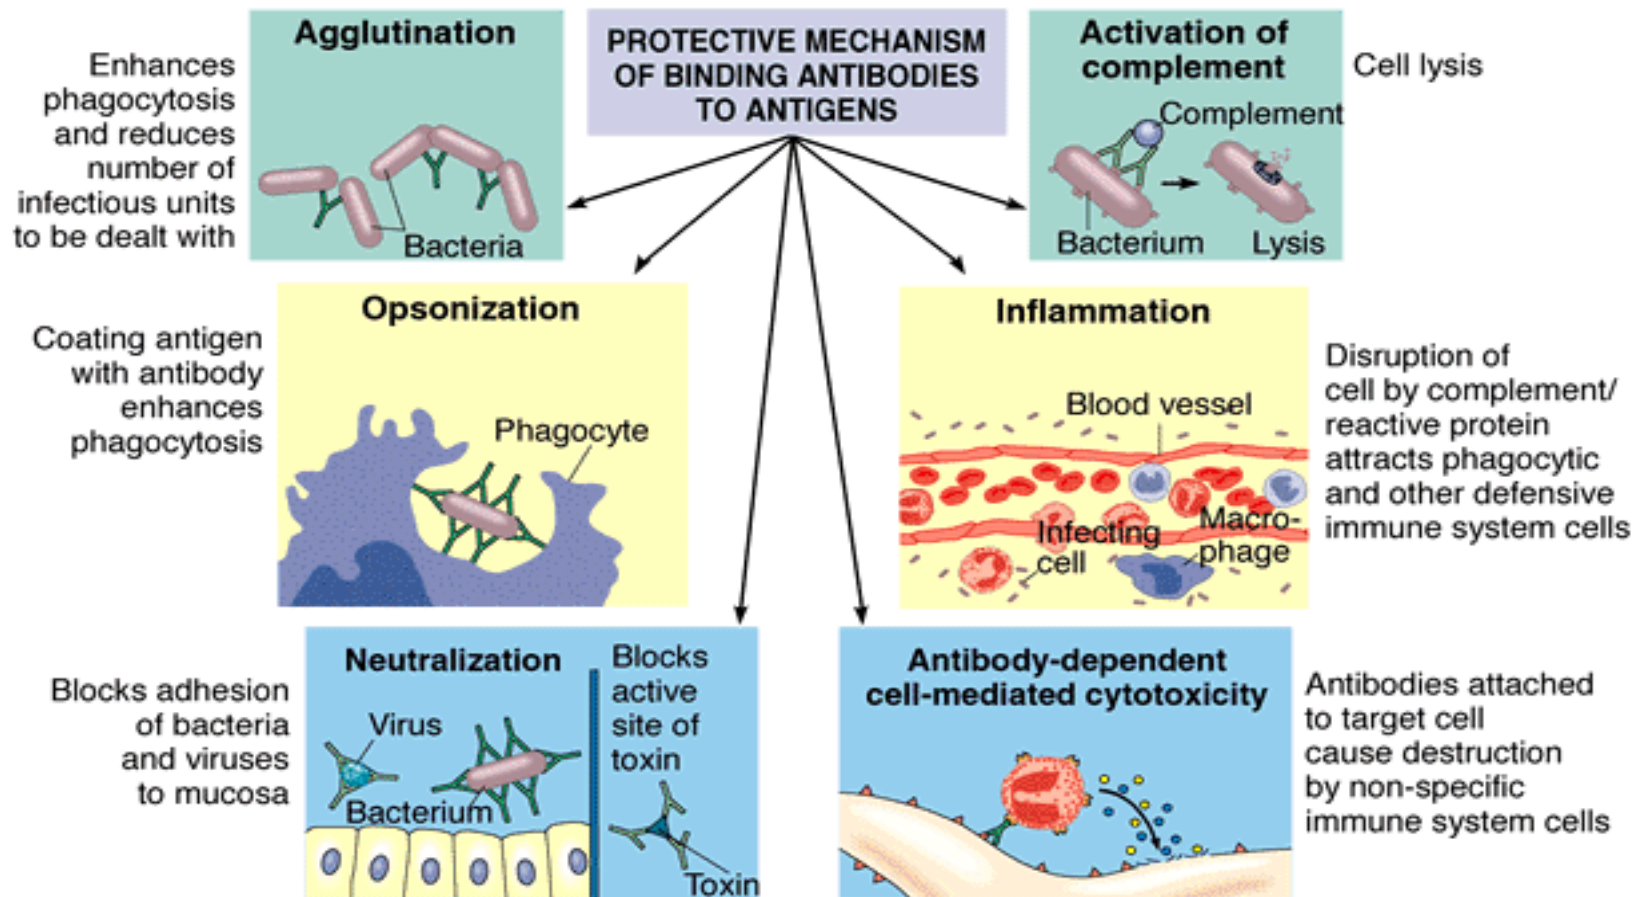 PROTECTIVE MECHANISM
OF BINDING ANTIBODIES
TO ANTIGENS
Agglutination
Enhances
phagocytosis
and reduces
number of
infectious units
to be dealt with
Bacteria
Activation of
complement
Complement
Bacterium
Lysis
Cell lysis
Opsonization
Coating antigen
with antibody
enhances
phagocytosis
Phagocyte
Inflammation
Blood vessel
Infecting
cell
Macro-
phage
Disruption of
cell by complement/
reactive protein
attracts phagocytic
and other defensive
immune system cells
Neutralization
Blocks adhesion
of bacteria
and viruses
to mucosa
Virus
Bacterium
Blocks
active
site of
toxin
Toxin
Antibody-dependent
cell-mediated cytotoxicity
Antibodies attached
to target cell
cause destruction
by non-specific
immune system cells